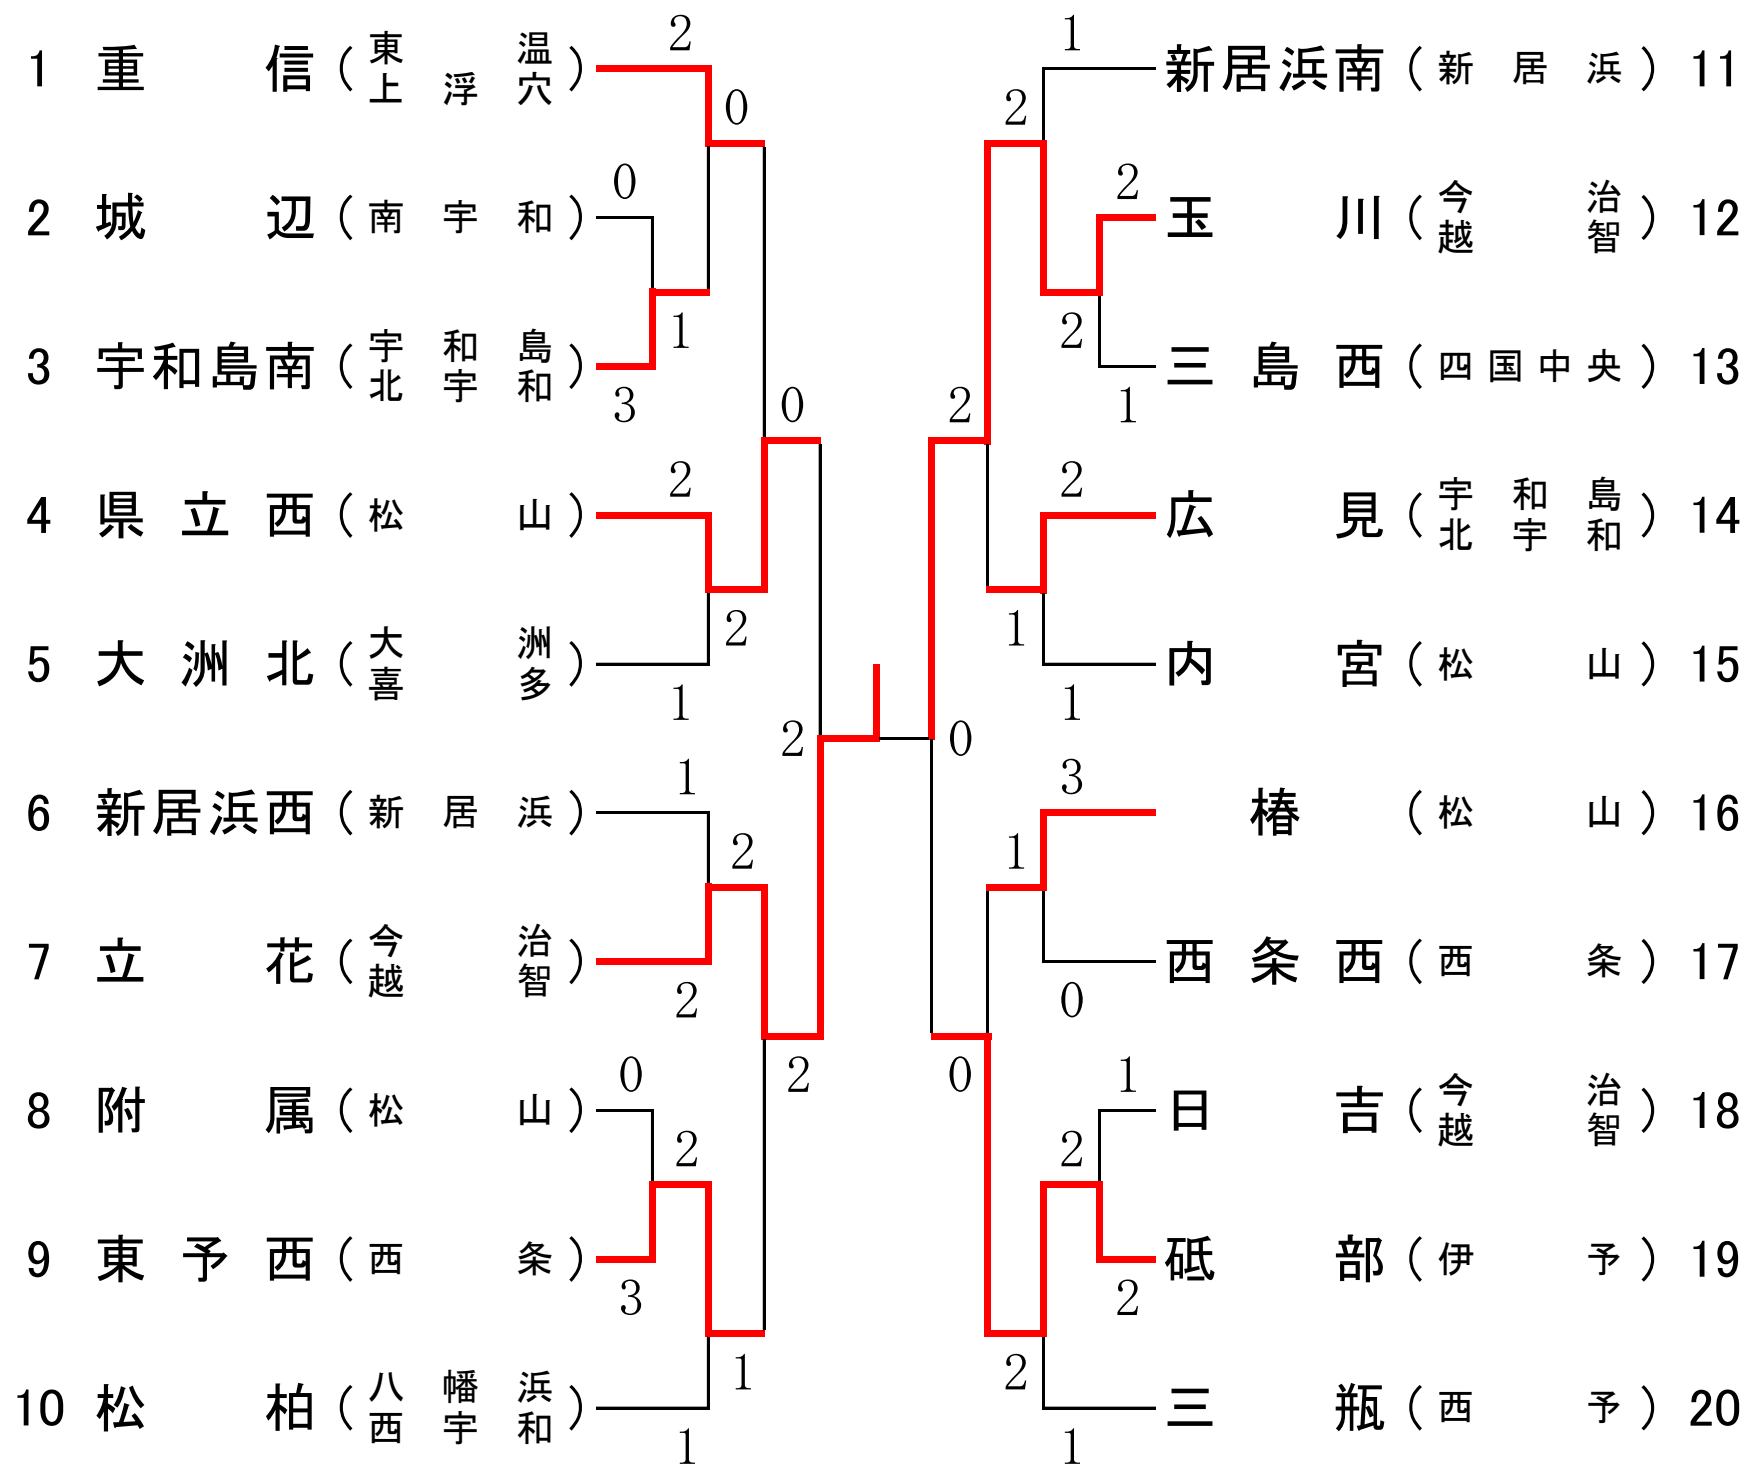 1 重信（東温上浮穴）
2 城辺（南宇和）
3 宇和島南（宇和島北宇和）
4 県立西（松山）
5 大洲北（大洲喜多）
6 新居浜西（新居浜）
7 立花（今治越智）
8 附属（松山）
9 東予西（西条）
10 松柏（八幡浜西宇和）
2
0
0
1
3
0
2
2
1
2
1
2
2
0
2
3
2
1
1
1
2
2
1
2
2
1
2
0
2
1
1
3
1
0
0
1
2
2
2
1
新居浜南（新居浜）11
玉川（今治越智）12
三島西（四国中央）13
広見（宇和島北宇和）14
内宮（松山）15
椿（松山）16
西条西（西条）17
日吉（今治越智）18
砥部（伊予）19
三瓶（西予）20